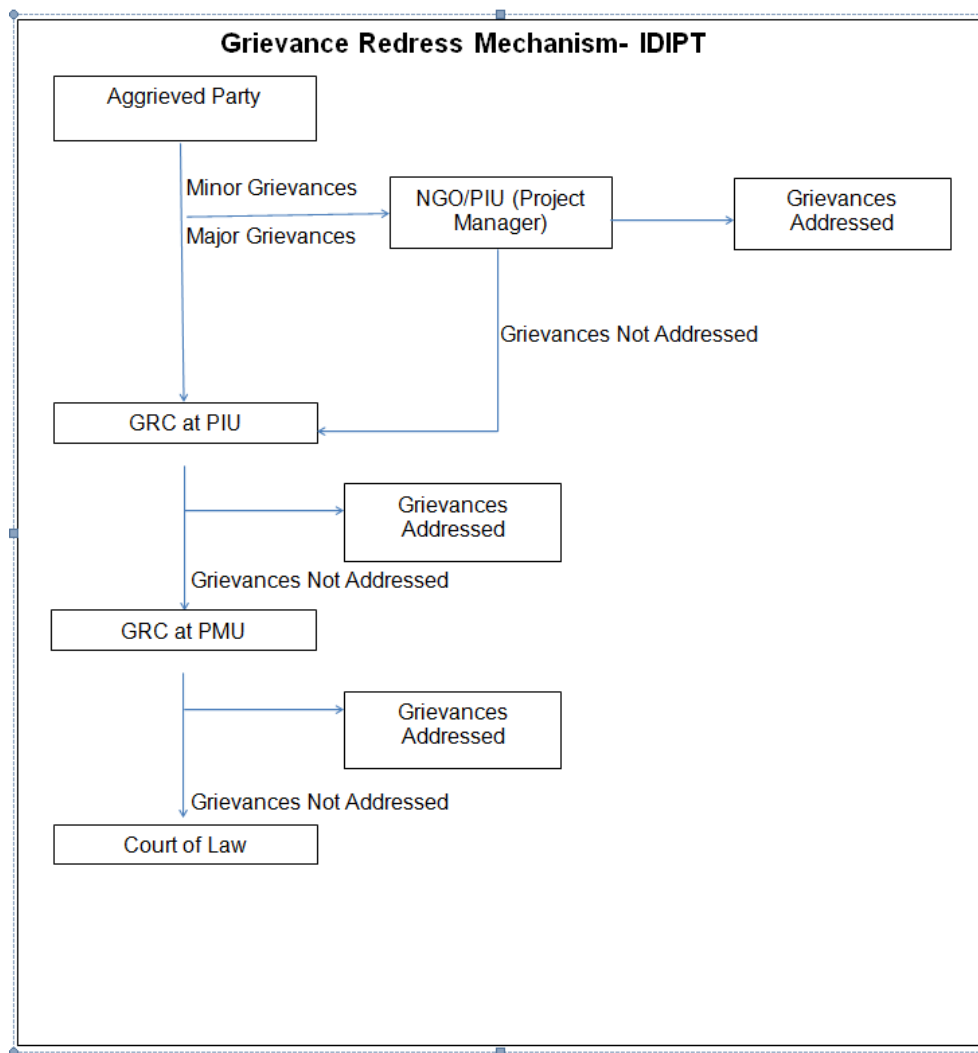 Grievance Redress Mechanism- IDIPT
Aggrieved Party
Minor Grievances
Major Grievances
NGO/PIU (Project
Manager)
Grievances
Addressed
Grievances Not Addressed
GRC at PIU
Grievances
Addressed
Grievances Not Addressed
GRC at PMU
Grievances
Addressed
Grievances Not Addressed
Court of Law